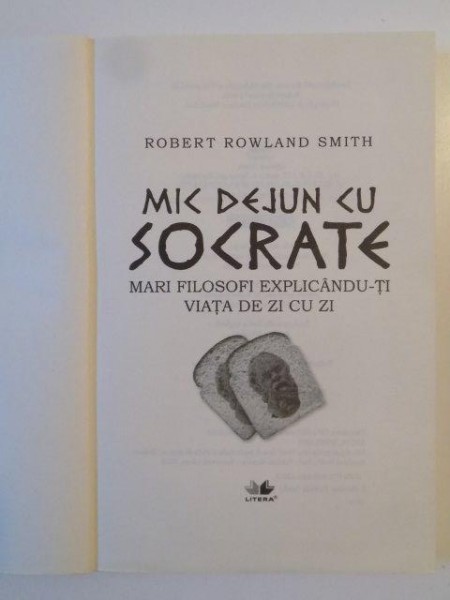 ROBERT ROWLAND SMITH
MIC DEJUN CU
SOCRATE
MARI FILOSOFI EXPLICÂNDU-ȚI
VIAȚA DE ZI CU ZI
LITERA®